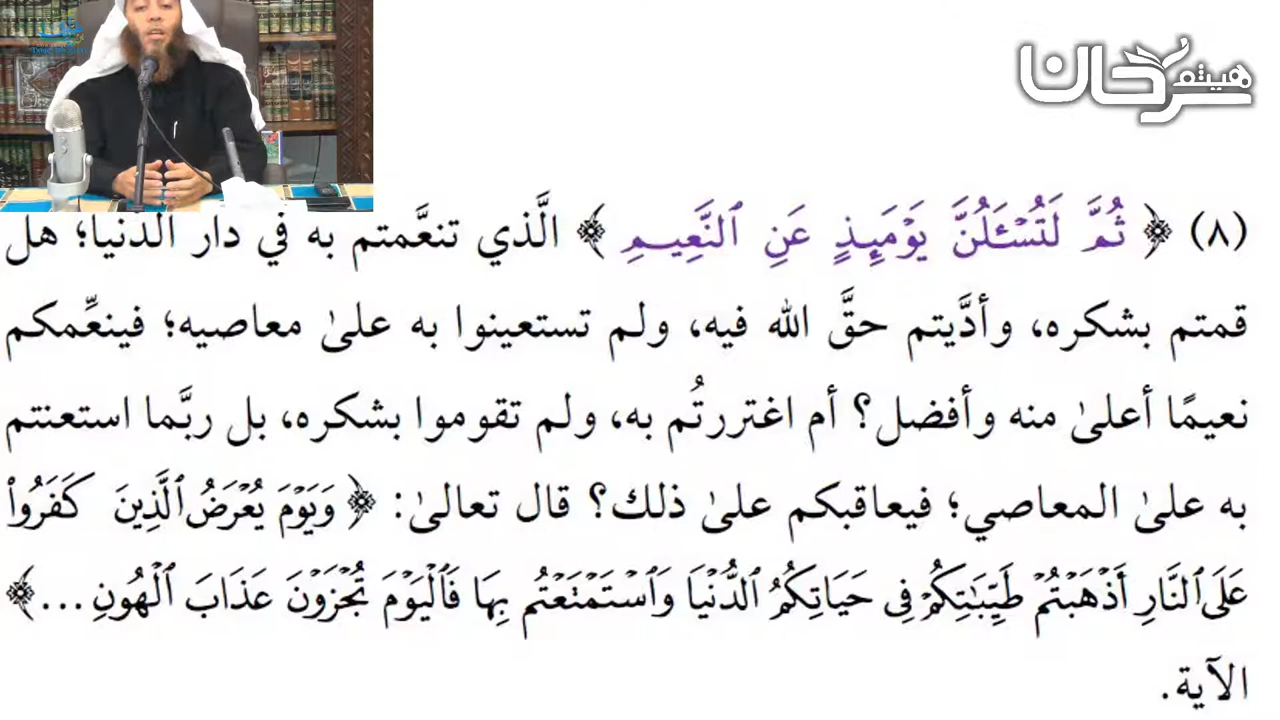 هيثم سرحان
(٨) ﴿ ثُمَّ لَتُسْـَٔلُنَّ يَوْمَئِذٍ عَنِ ٱلنَّعِيمِ ﴾ الَّذي تنعَّمتم به في دار الدنيا؛ هل
قمتم بشكره، وأدَّيتم حقَّ الله فيه، ولم تستعينوا به علىٰ معاصيه؛ فينعِّمكم
نعيمًا أعلىٰ منه وأفضل؟ أم اغتررتُم به، ولم تقوموا بشكره، بل ربَّما استعنتم
به علىٰ المعاصي؛ فيعاقبكم علىٰ ذلك؟ قال تعالىٰ: ﴿ وَيَوْمَ يُعْرَضُ ٱلَّذِينَ كَفَرُوا۟
عَلَى ٱلنَّارِ أَذْهَبْتُمْ طَيِّبَـٰتِكُمْ فِى حَيَاتِكُمُ ٱلدُّنْيَا وَٱسْتَمْتَعْتُم بِهَا فَٱلْيَوْمَ تُجْزَوْنَ عَذَابَ ٱلْهُونِ ... ﴾
الآية.